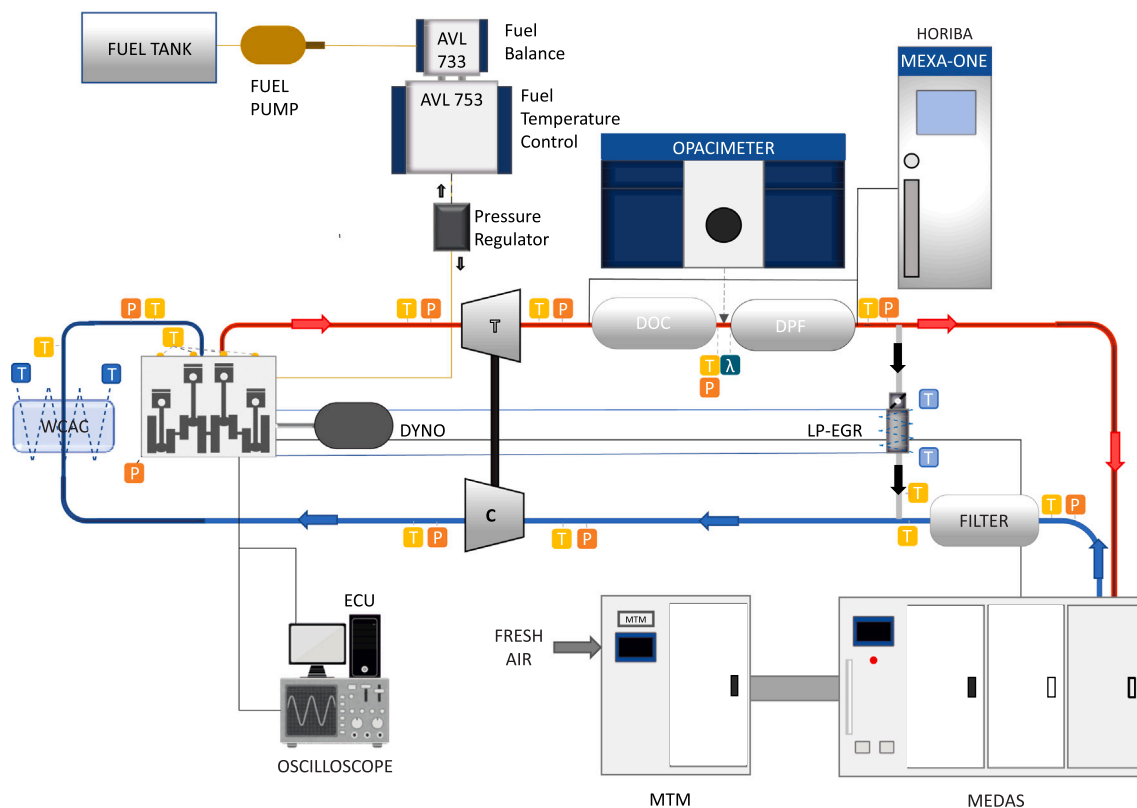 FUEL TANK
FUEL
PUMP
AVL
733
Fuel
Balance
AVL 753
Fuel
Temperature
Control
Pressure
Regulator
HORIBA
MEXA-ONE
OPACIMETER
P T
T P
T
T P
DOC
DPF
T P
T
T
T
T
T λ
P
WCAC
P
DYNO
LP-EGR
T
T
T
T P
C
T P
T
FILTER
T P
ECU
OSCILLOSCOPE
FRESH
AIR
MTM
MTM
MEDAS